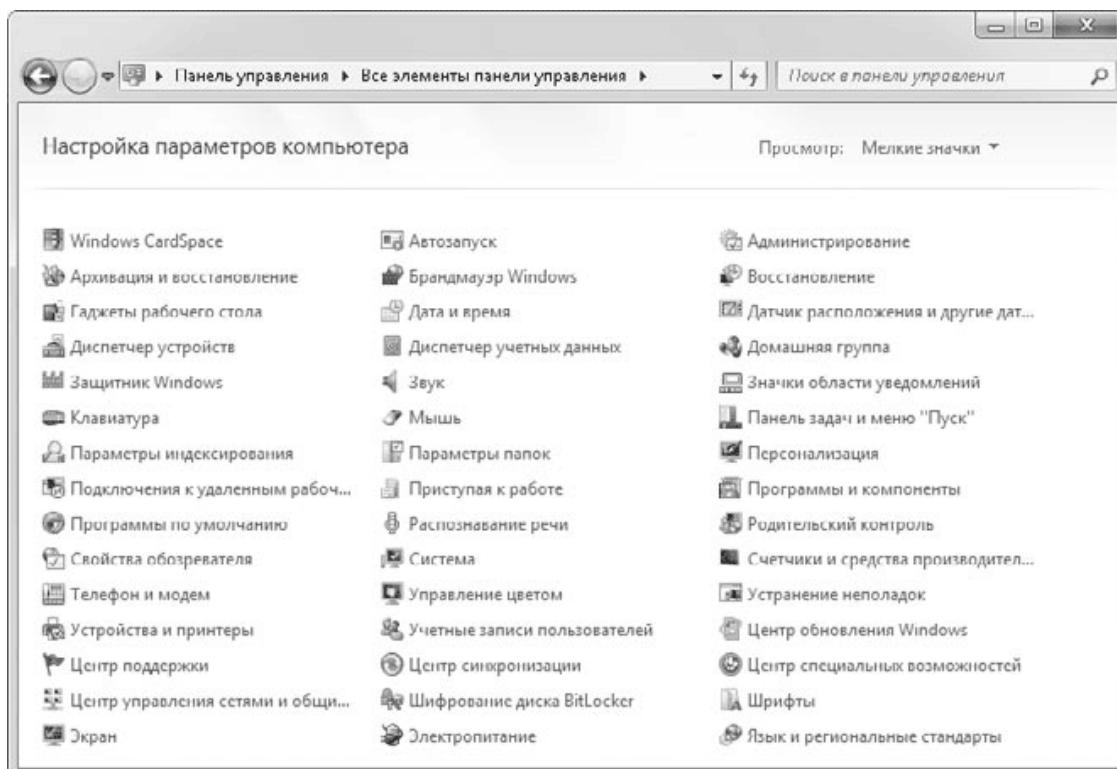 Панель управления ▸ Все элементы панели управления ▸ Поиск в панели управления
Настройка параметров компьютера Просмотр: Мелкие значки
Windows CardSpace Автозапуск Администрирование
Архивация и восстановление Брандмауэр Windows Восстановление
Гаджеты рабочего стола Дата и время Датчик расположения и другие дат...
Диспетчер устройств Диспетчер учетных данных Домашняя группа
Защитник Windows Звук Значки области уведомлений
Клавиатура Мышь Панель задач и меню "Пуск"
Параметры индексирования Параметры папок Персонализация
Подключения к удаленным рабоч... Приступая к работе Программы и компоненты
Программы по умолчанию Распознавание речи Родительский контроль
Свойства обозревателя Система Счетчики и средства производител...
Телефон и модем Управление цветом Устранение неполадок
Устройства и принтеры Учетные записи пользователей Центр обновления Windows
Центр поддержки Центр синхронизации Центр специальных возможностей
Центр управления сетями и общи... Шифрование диска BitLocker Шрифты
Экран Электропитание Язык и региональные стандарты